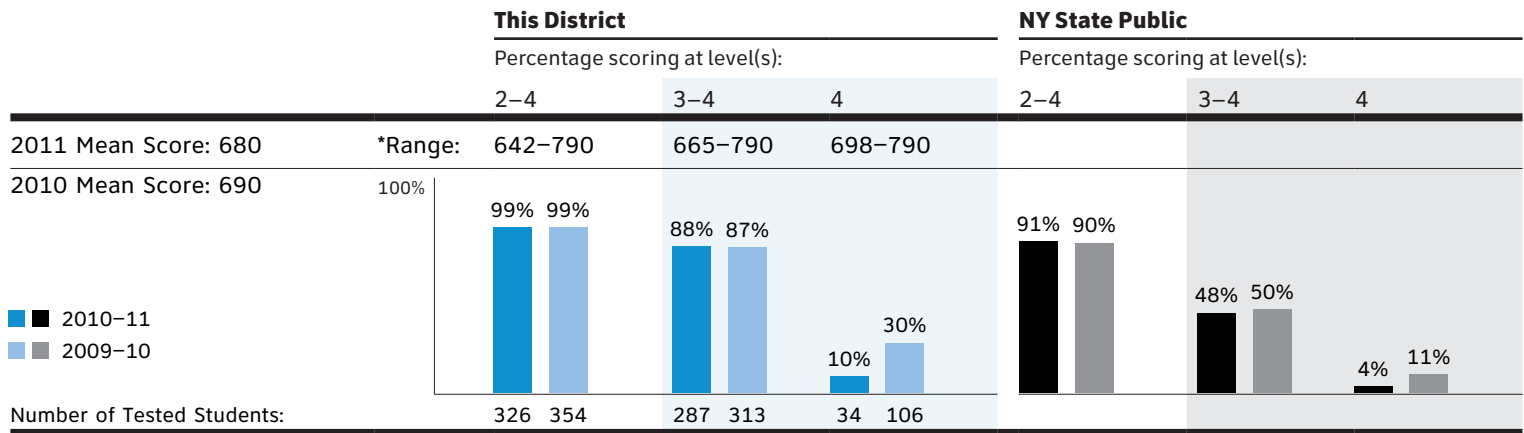 This District NY State Public
Percentage scoring at level(s): Percentage scoring at level(s):
2–4 3–4 4 2–4 3–4 4
2011 Mean Score: 680 *Range: 642–790 665–790 698–790
2010 Mean Score: 690 100%
99% 99% 88% 87% 10% 30% 91% 90% 48% 50% 4% 11%
2010–11
2009–10
Number of Tested Students: 326 354 287 313 34 106